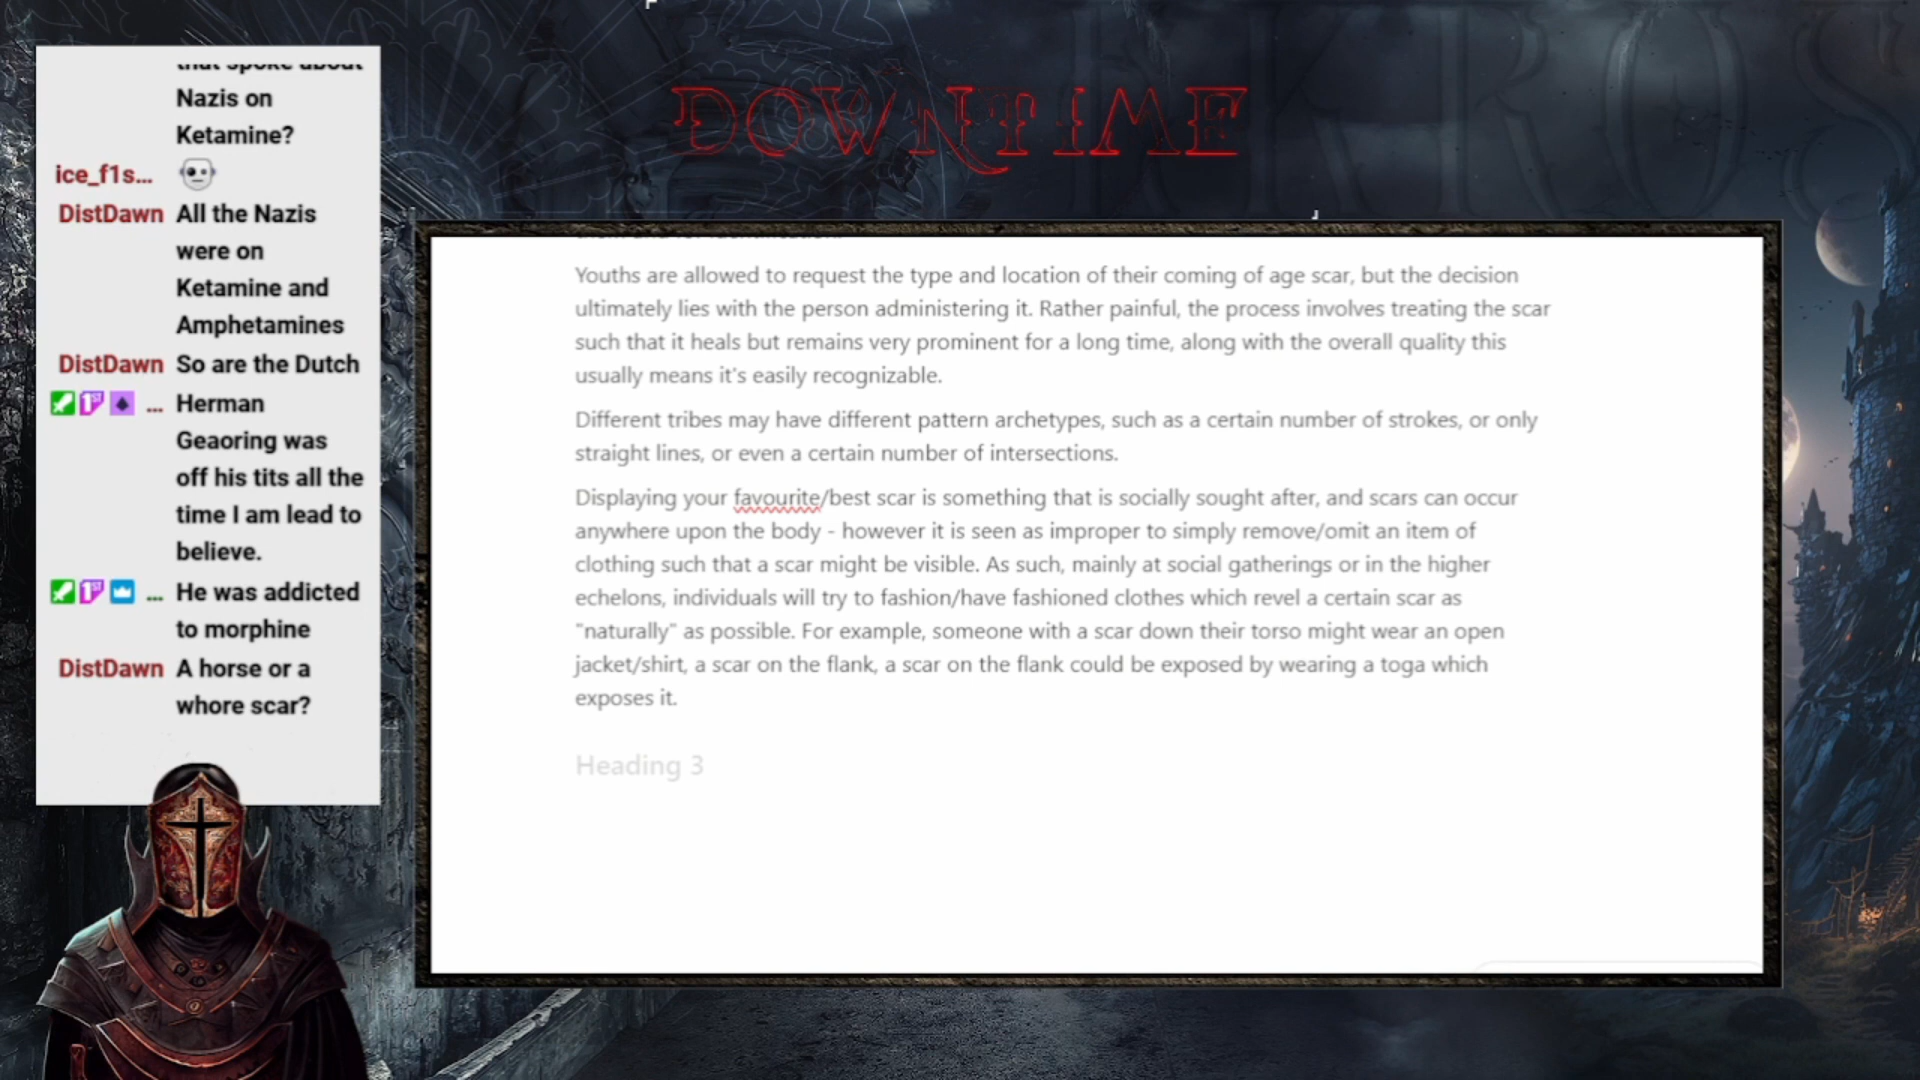 DOWNTIME
that spoke about
Nazis on
Ketamine?
ice_f1s...
DistDawn All the Nazis
were on
Ketamine and
Amphetamines
DistDawn So are the Dutch
... Herman
Geaoring was
off his tits all the
time I am lead to
believe.
... He was addicted
to morphine
DistDawn A horse or a
whore scar?
Youths are allowed to request the type and location of their coming of age scar, but the decision
ultimately lies with the person administering it. Rather painful, the process involves treating the scar
such that it heals but remains very prominent for a long time, along with the overall quality this
usually means it's easily recognizable.
Different tribes may have different pattern archetypes, such as a certain number of strokes, or only
straight lines, or even a certain number of intersections.
Displaying your favourite/best scar is something that is socially sought after, and scars can occur
anywhere upon the body - however it is seen as improper to simply remove/omit an item of
clothing such that a scar might be visible. As such, mainly at social gatherings or in the higher
echelons, individuals will try to fashion/have fashioned clothes which revel a certain scar as
"naturally" as possible. For example, someone with a scar down their torso might wear an open
jacket/shirt, a scar on the flank, a scar on the flank could be exposed by wearing a toga which
exposes it.
Heading 3